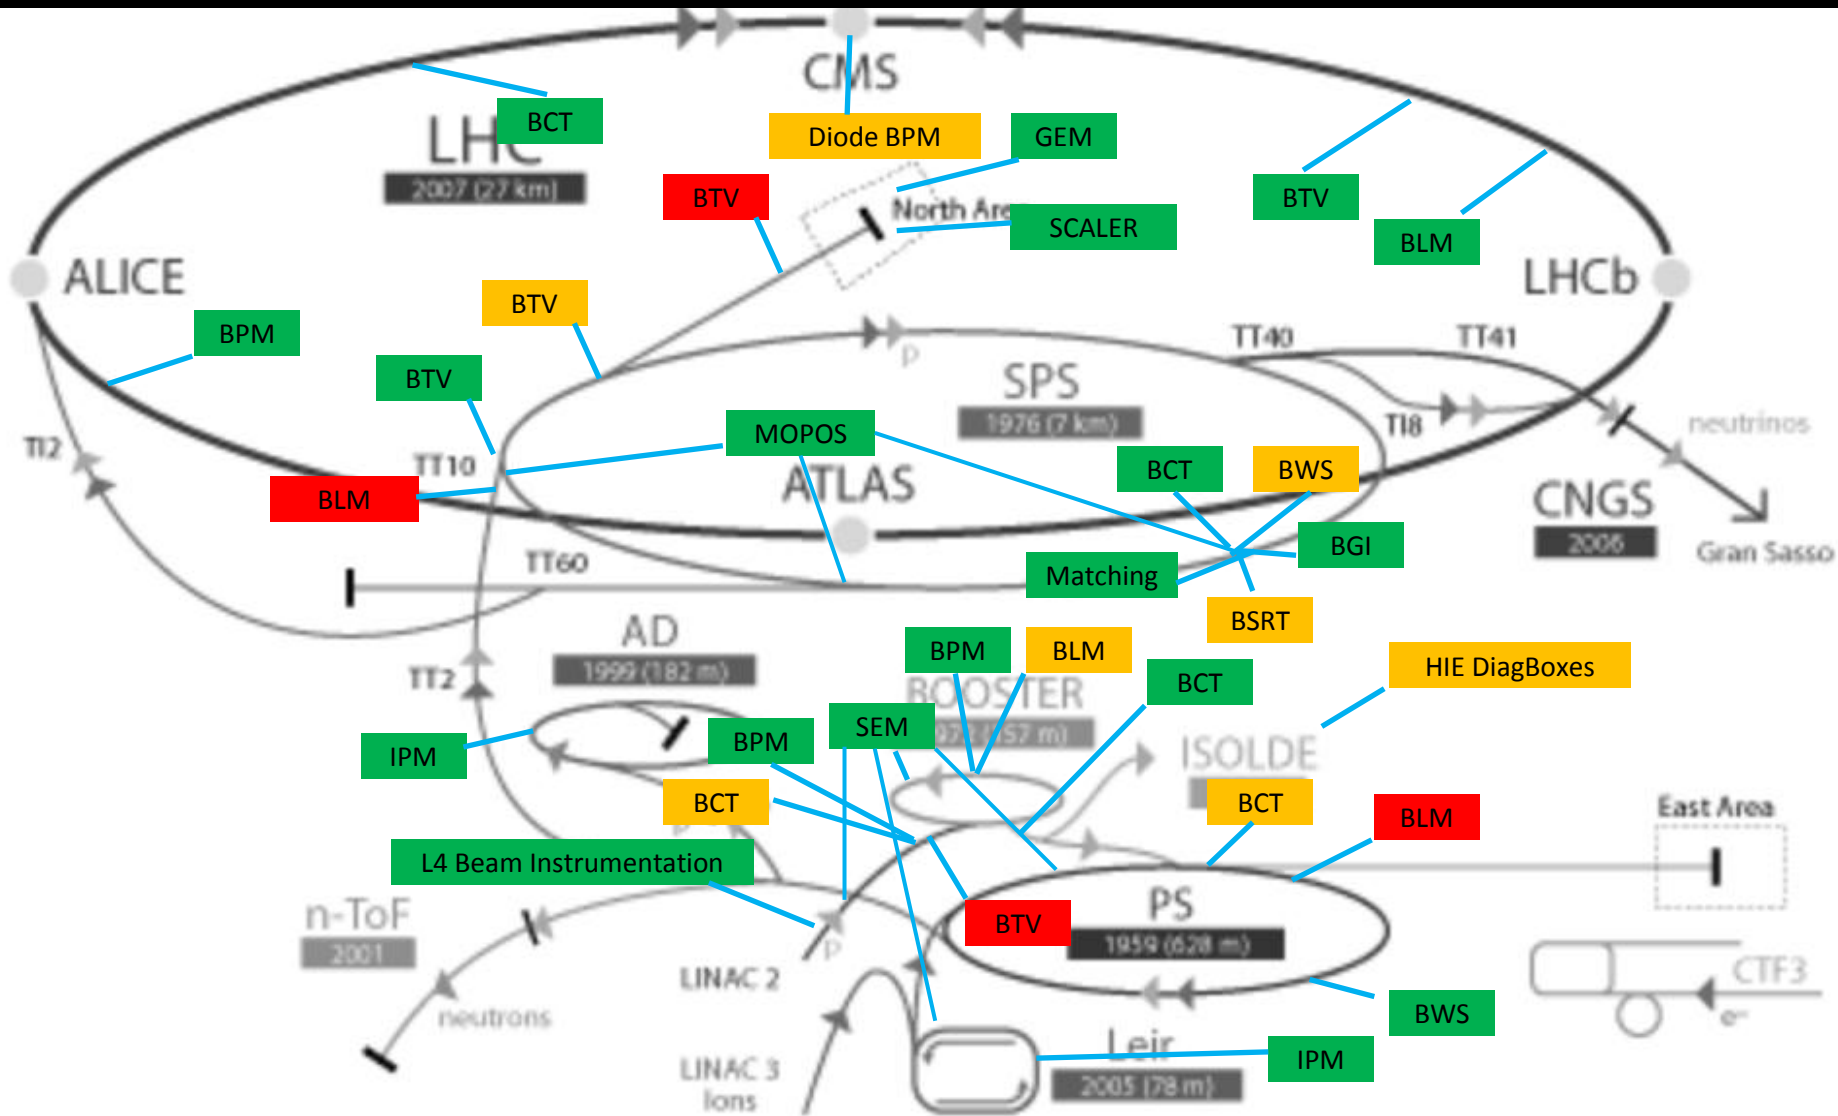 CMS
BCT
LHC
Diode BPM
GEM
2007 (27 km)
BTV
BTV
North Area
SCALER
BLM
ALICE
LHCb
BTV
BPM
TT40
TT41
p
BTV
SPS
1976 (7 km)
MOPOS
TI8
neutrinos
TI2
TT10
BCT
BWS
BLM
ATLAS
CNGS
2006
BGI
Gran Sasso
TT60
Matching
BSRT
AD
1999 (182 m)
BPM
BLM
HIE DiagBoxes
TT2
BOOSTER
BCT
SEM
IPM
BPM
ISOLDE
BCT
BCT
BLM
East Area
L4 Beam Instrumentation
n-ToF
2001
PS
BTV
1959 (628 m)
p
LINAC 2
CTF3
neutrons
BWS
e-
Leir
IPM
LINAC 3
Ions
2005 (78 m)